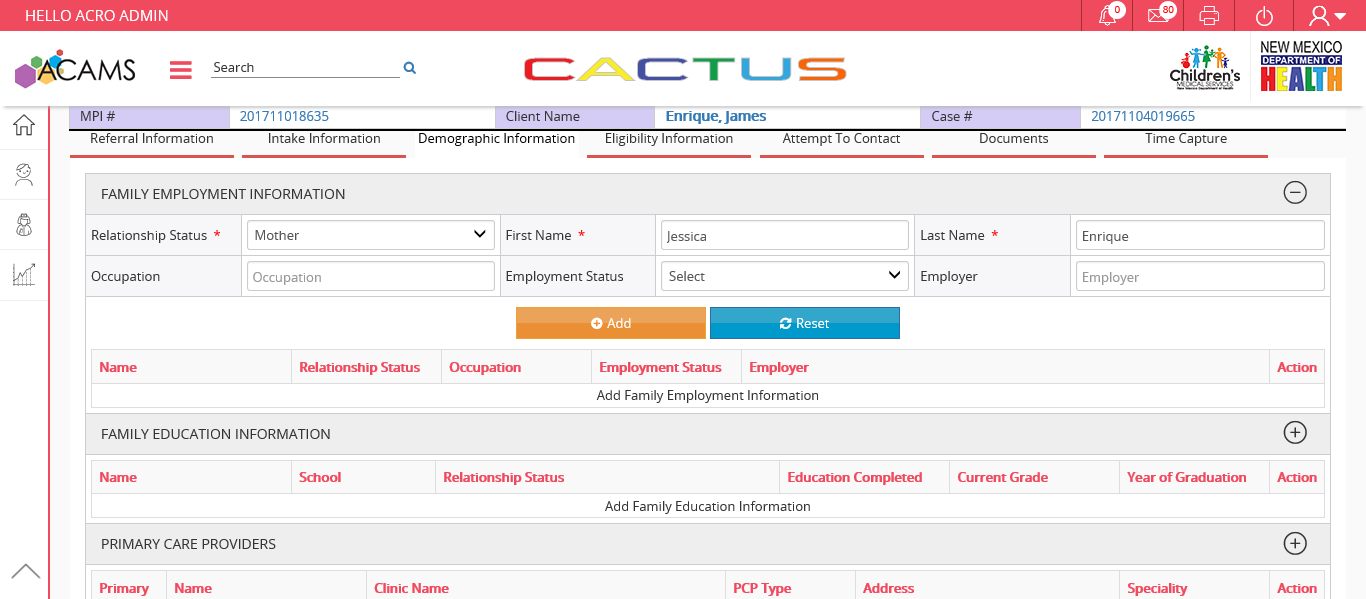 HELLO ACRO ADMIN 0 80
ACAMS Search CACTUS Children's MEDICAL SERVICES New Mexico Department of Health NEW MEXICO DEPARTMENT OF HEALTH
MPI # 201711018635 Client Name Enrique, James Case # 20171104019665
Referral Information Intake Information Demographic Information Eligibility Information Attempt To Contact Documents Time Capture
FAMILY EMPLOYMENT INFORMATION
Relationship Status * Mother First Name * Jessica Last Name * Enrique
Occupation Occupation Employment Status Select Employer Employer
Add Reset
Name Relationship Status Occupation Employment Status Employer Action
Add Family Employment Information
FAMILY EDUCATION INFORMATION
Name School Relationship Status Education Completed Current Grade Year of Graduation Action
Add Family Education Information
PRIMARY CARE PROVIDERS
Primary Name Clinic Name PCP Type Address Speciality Action